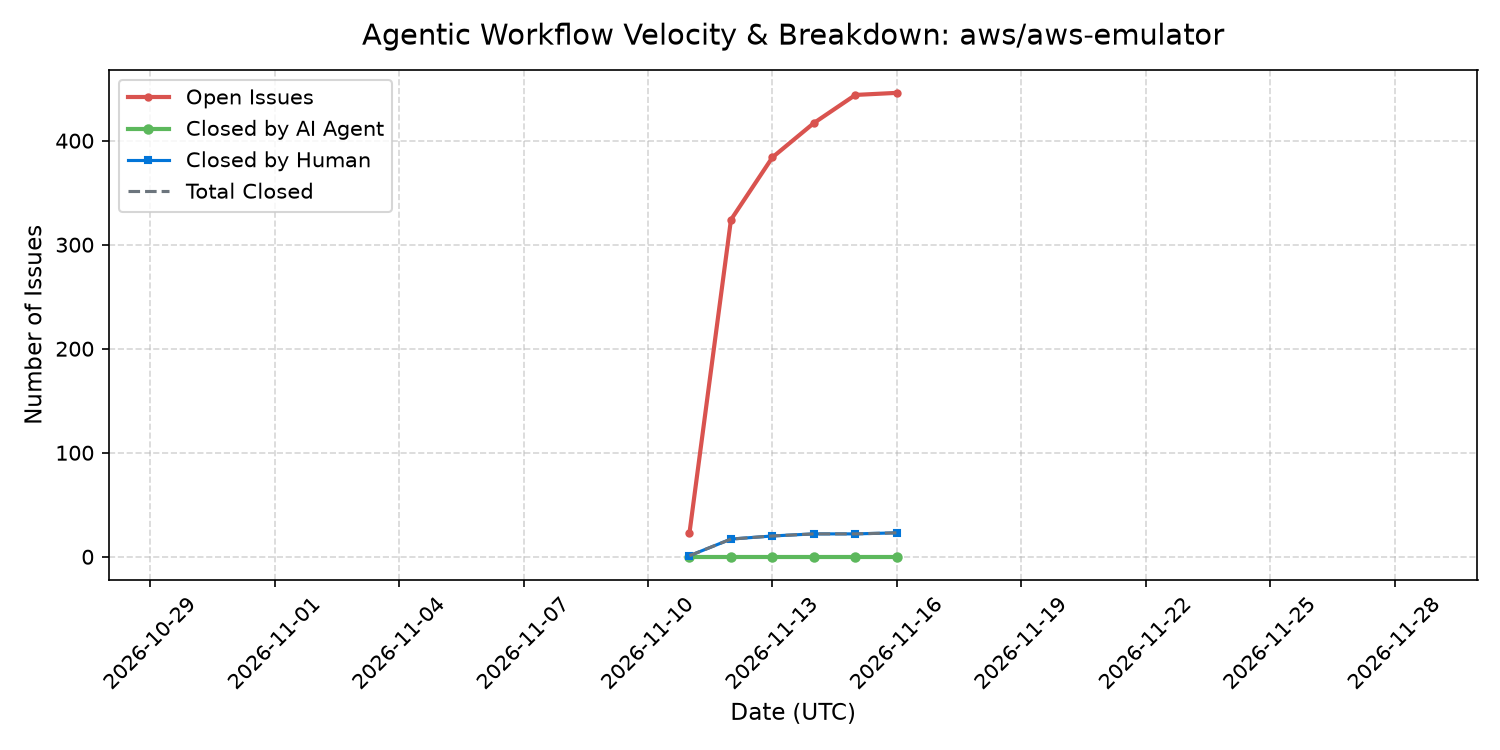 Agentic Workflow Velocity & Breakdown: aws/aws-emulator
Open Issues
Closed by AI Agent
Closed by Human
Total Closed
Number of Issues
400
300
200
100
0
2026-10-29
2026-11-01
2026-11-04
2026-11-07
2026-11-10
2026-11-13
2026-11-16
2026-11-19
2026-11-22
2026-11-25
2026-11-28
Date (UTC)